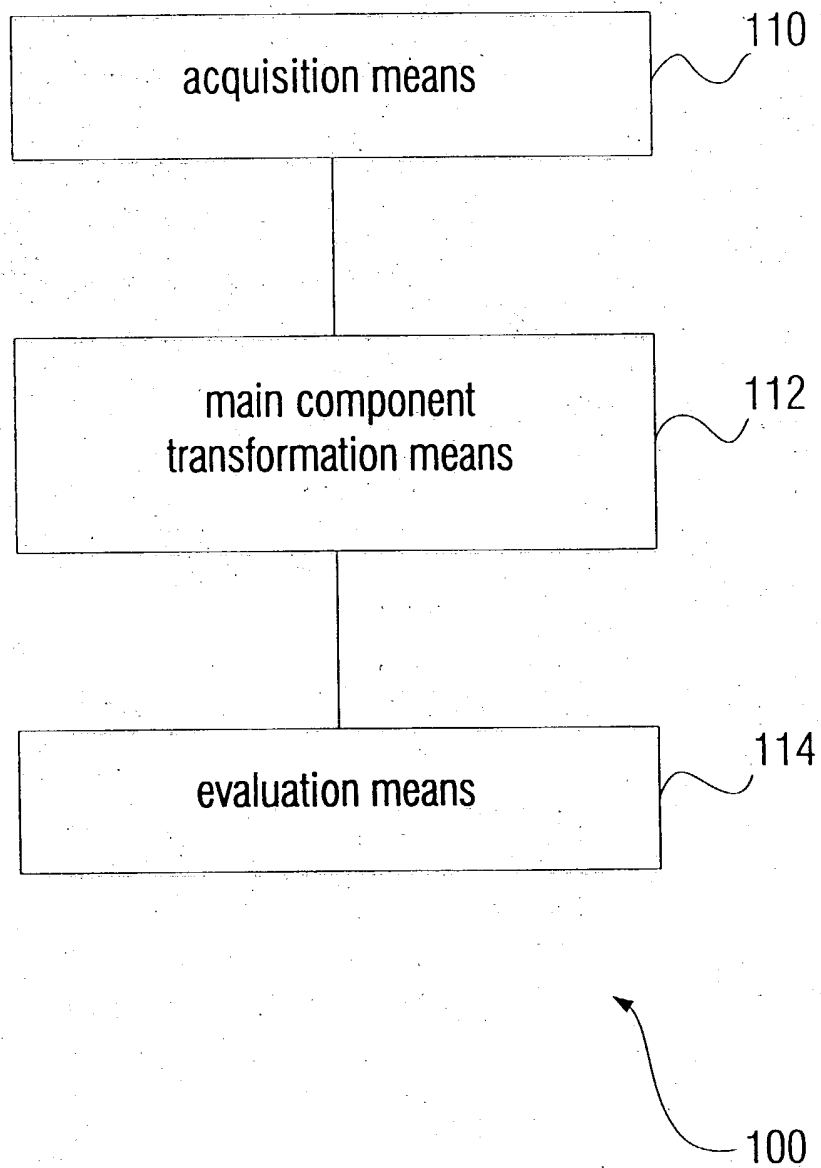 110
acquisition means
112
main component
transformation means
114
evaluation means
100